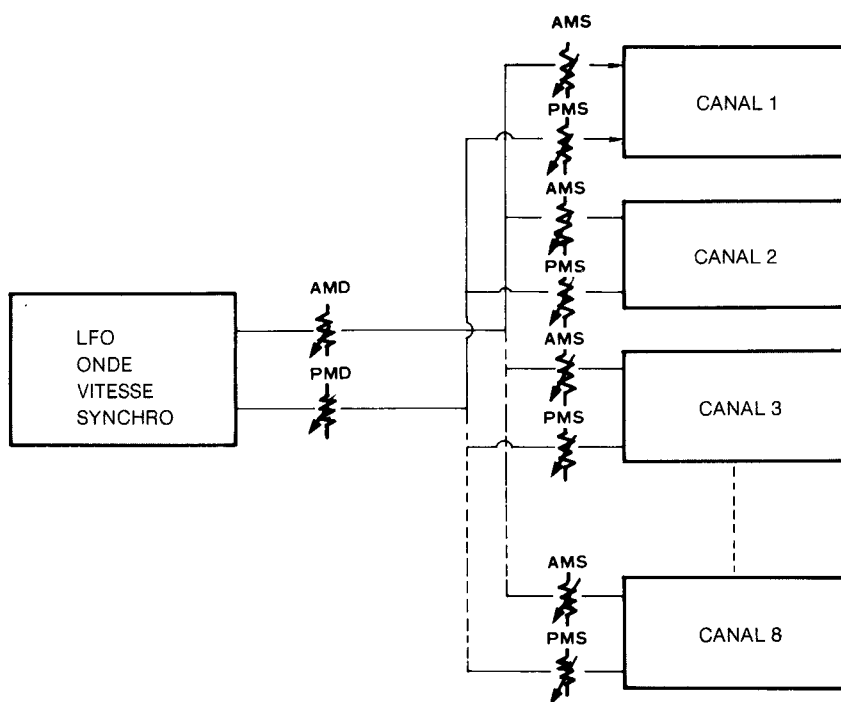 AMS
CANAL 1
PMS
AMS
CANAL 2
PMS
AMD
LFO
ONDE
VITESSE
SYNCHRO
PMD
AMS
CANAL 3
PMS
AMS
CANAL 8
PMS